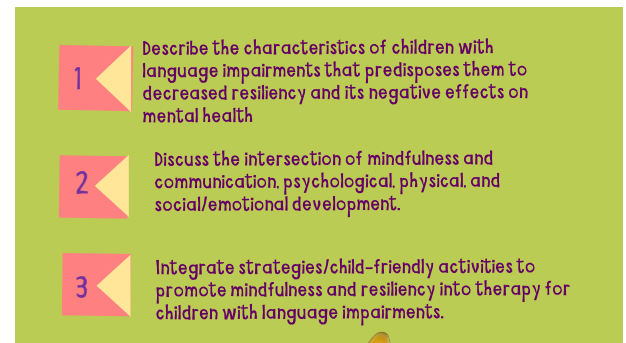 1
Describe the characteristics of children with
language impairments that predisposes them to
decreased resiliency and its negative effects on
mental health
2
Discuss the intersection of mindfulness and
communication, psychological, physical, and
social/emotional development.
3
Integrate strategies/child-friendly activities to
promote mindfulness and resiliency into therapy for
children with language impairments.